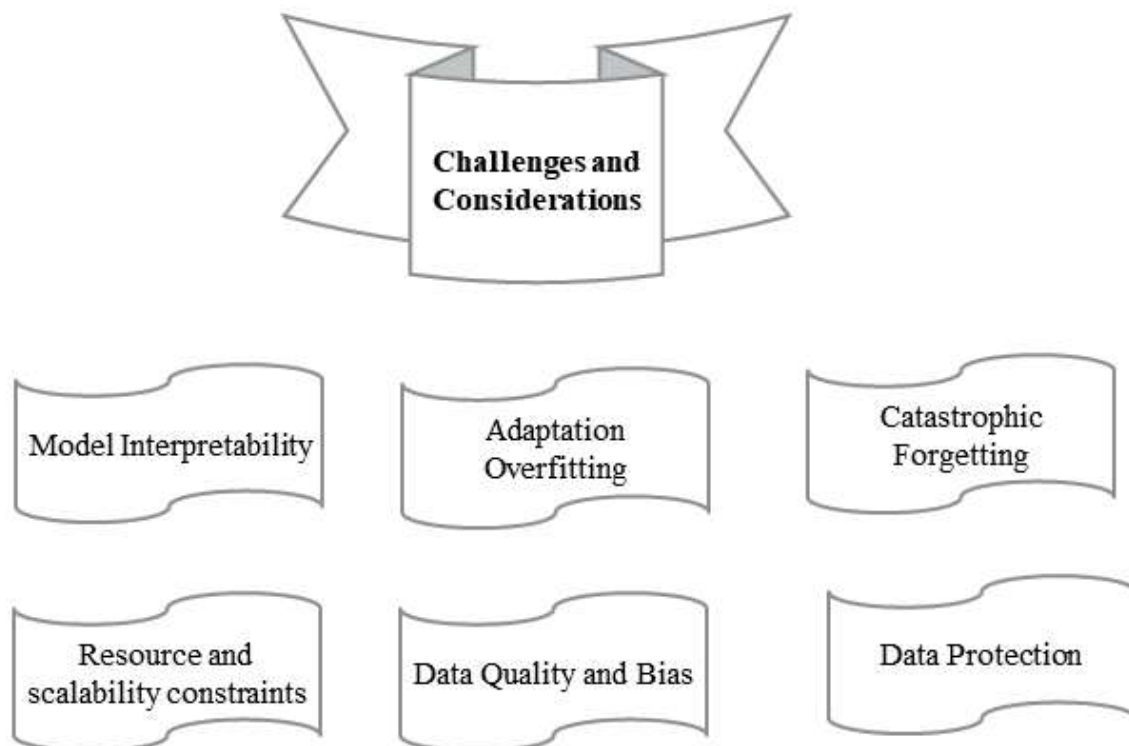 Challenges and
Considerations
Model Interpretability
Adaptation
Overfitting
Catastrophic
Forgetting
Resource and
scalability constraints
Data Quality and Bias
Data Protection